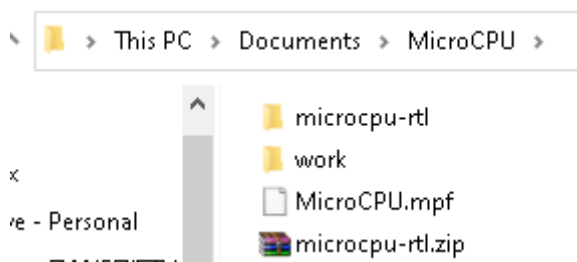 This PC > Documents > MicroCPU >
microcpu-rtl
work
MicroCPU.mpf
microcpu-rtl.zip
x
/e - Personal